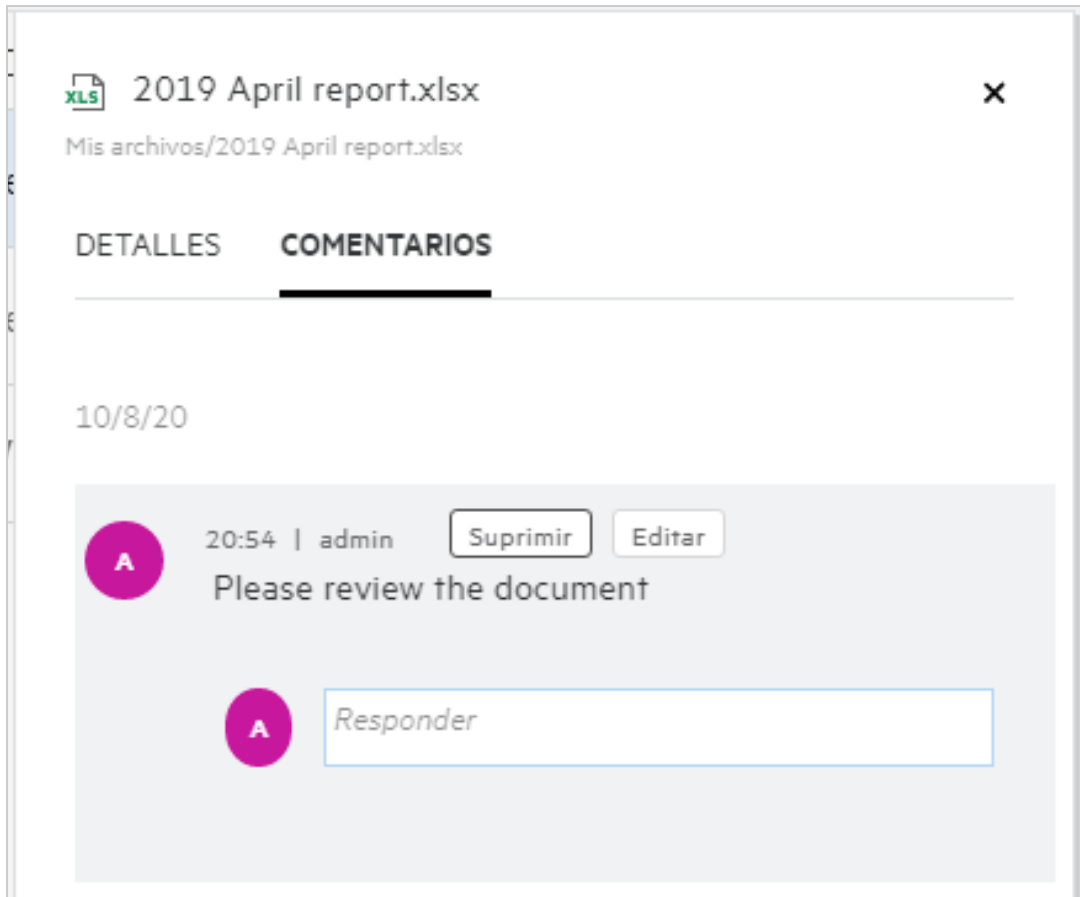 XLS 2019 April report.xlsx ×
Mis archivos/2019 April report.xlsx
DETALLES COMENTARIOS
10/8/20
A 20:54 | admin Suprimir Editar
Please review the document
A Responder